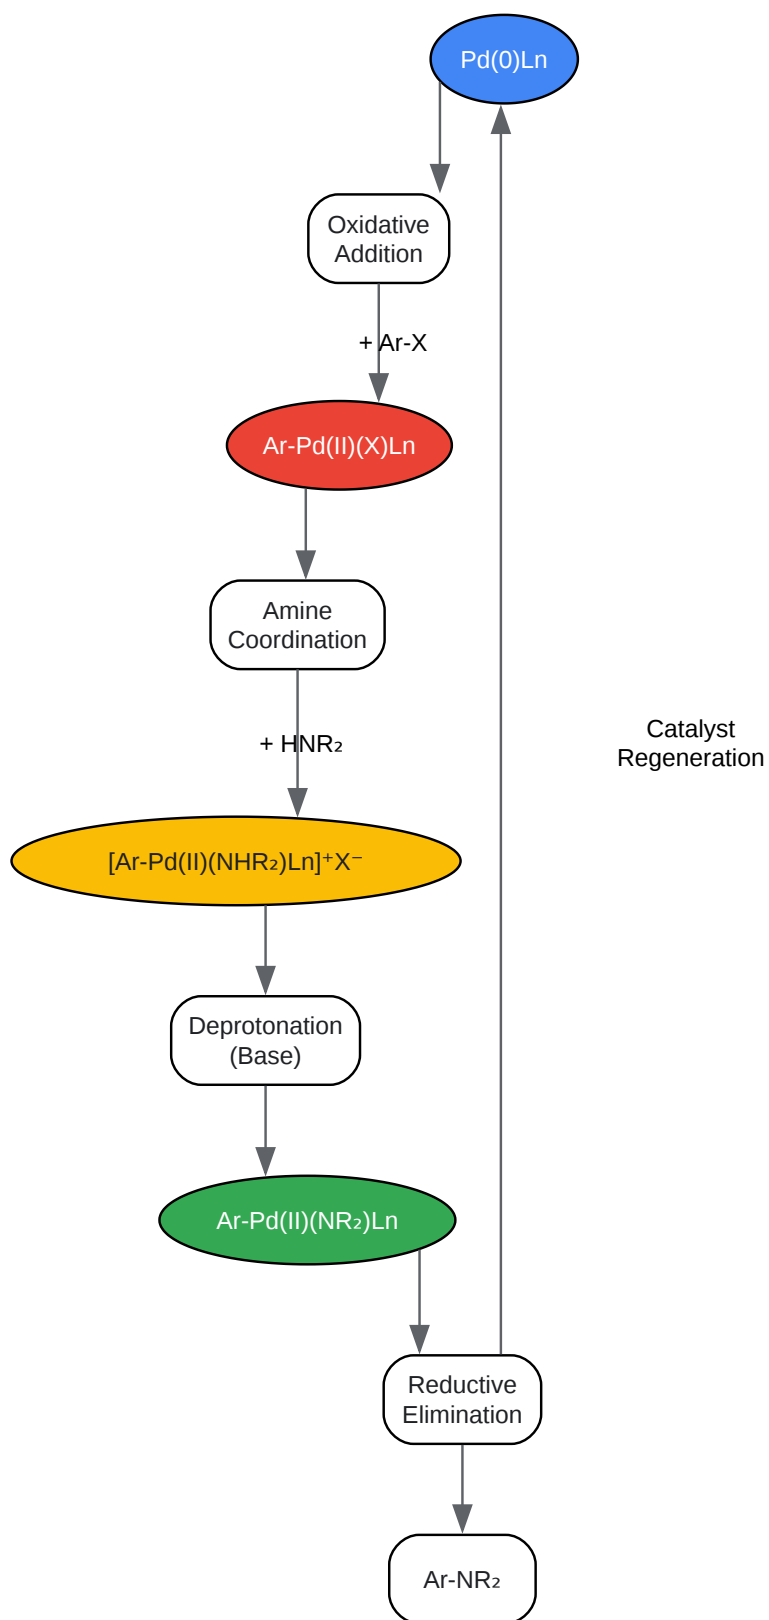 Pd(0)Ln
Oxidative
Addition
+ Ar-X
Ar-Pd(II)(X)Ln
Amine
Coordination
+ HNR₂
Catalyst
Regeneration
[Ar-Pd(II)(NHR₂)Ln]⁺X⁻
Deprotonation
(Base)
Ar-Pd(II)(NR₂)Ln
Reductive
Elimination
Ar-NR₂